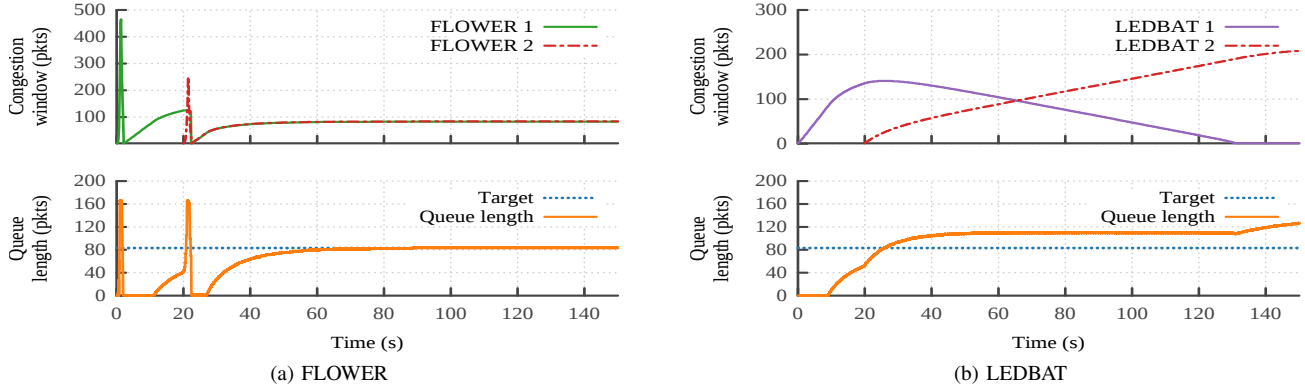 500
400
300
200
100
Congestion
window (pkts)
FLOWER 1
FLOWER 2
200
160
120
80
40
0
Queue
length (pkts)
Target
Queue length
0 20 40 60 80 100 120 140
Time (s)
(a) FLOWER
300
200
100
0
Congestion
window (pkts)
LEDBAT 1
LEDBAT 2
200
160
120
80
40
0
Queue
length (pkts)
Target
Queue length
0 20 40 60 80 100 120 140
Time (s)
(b) LEDBAT